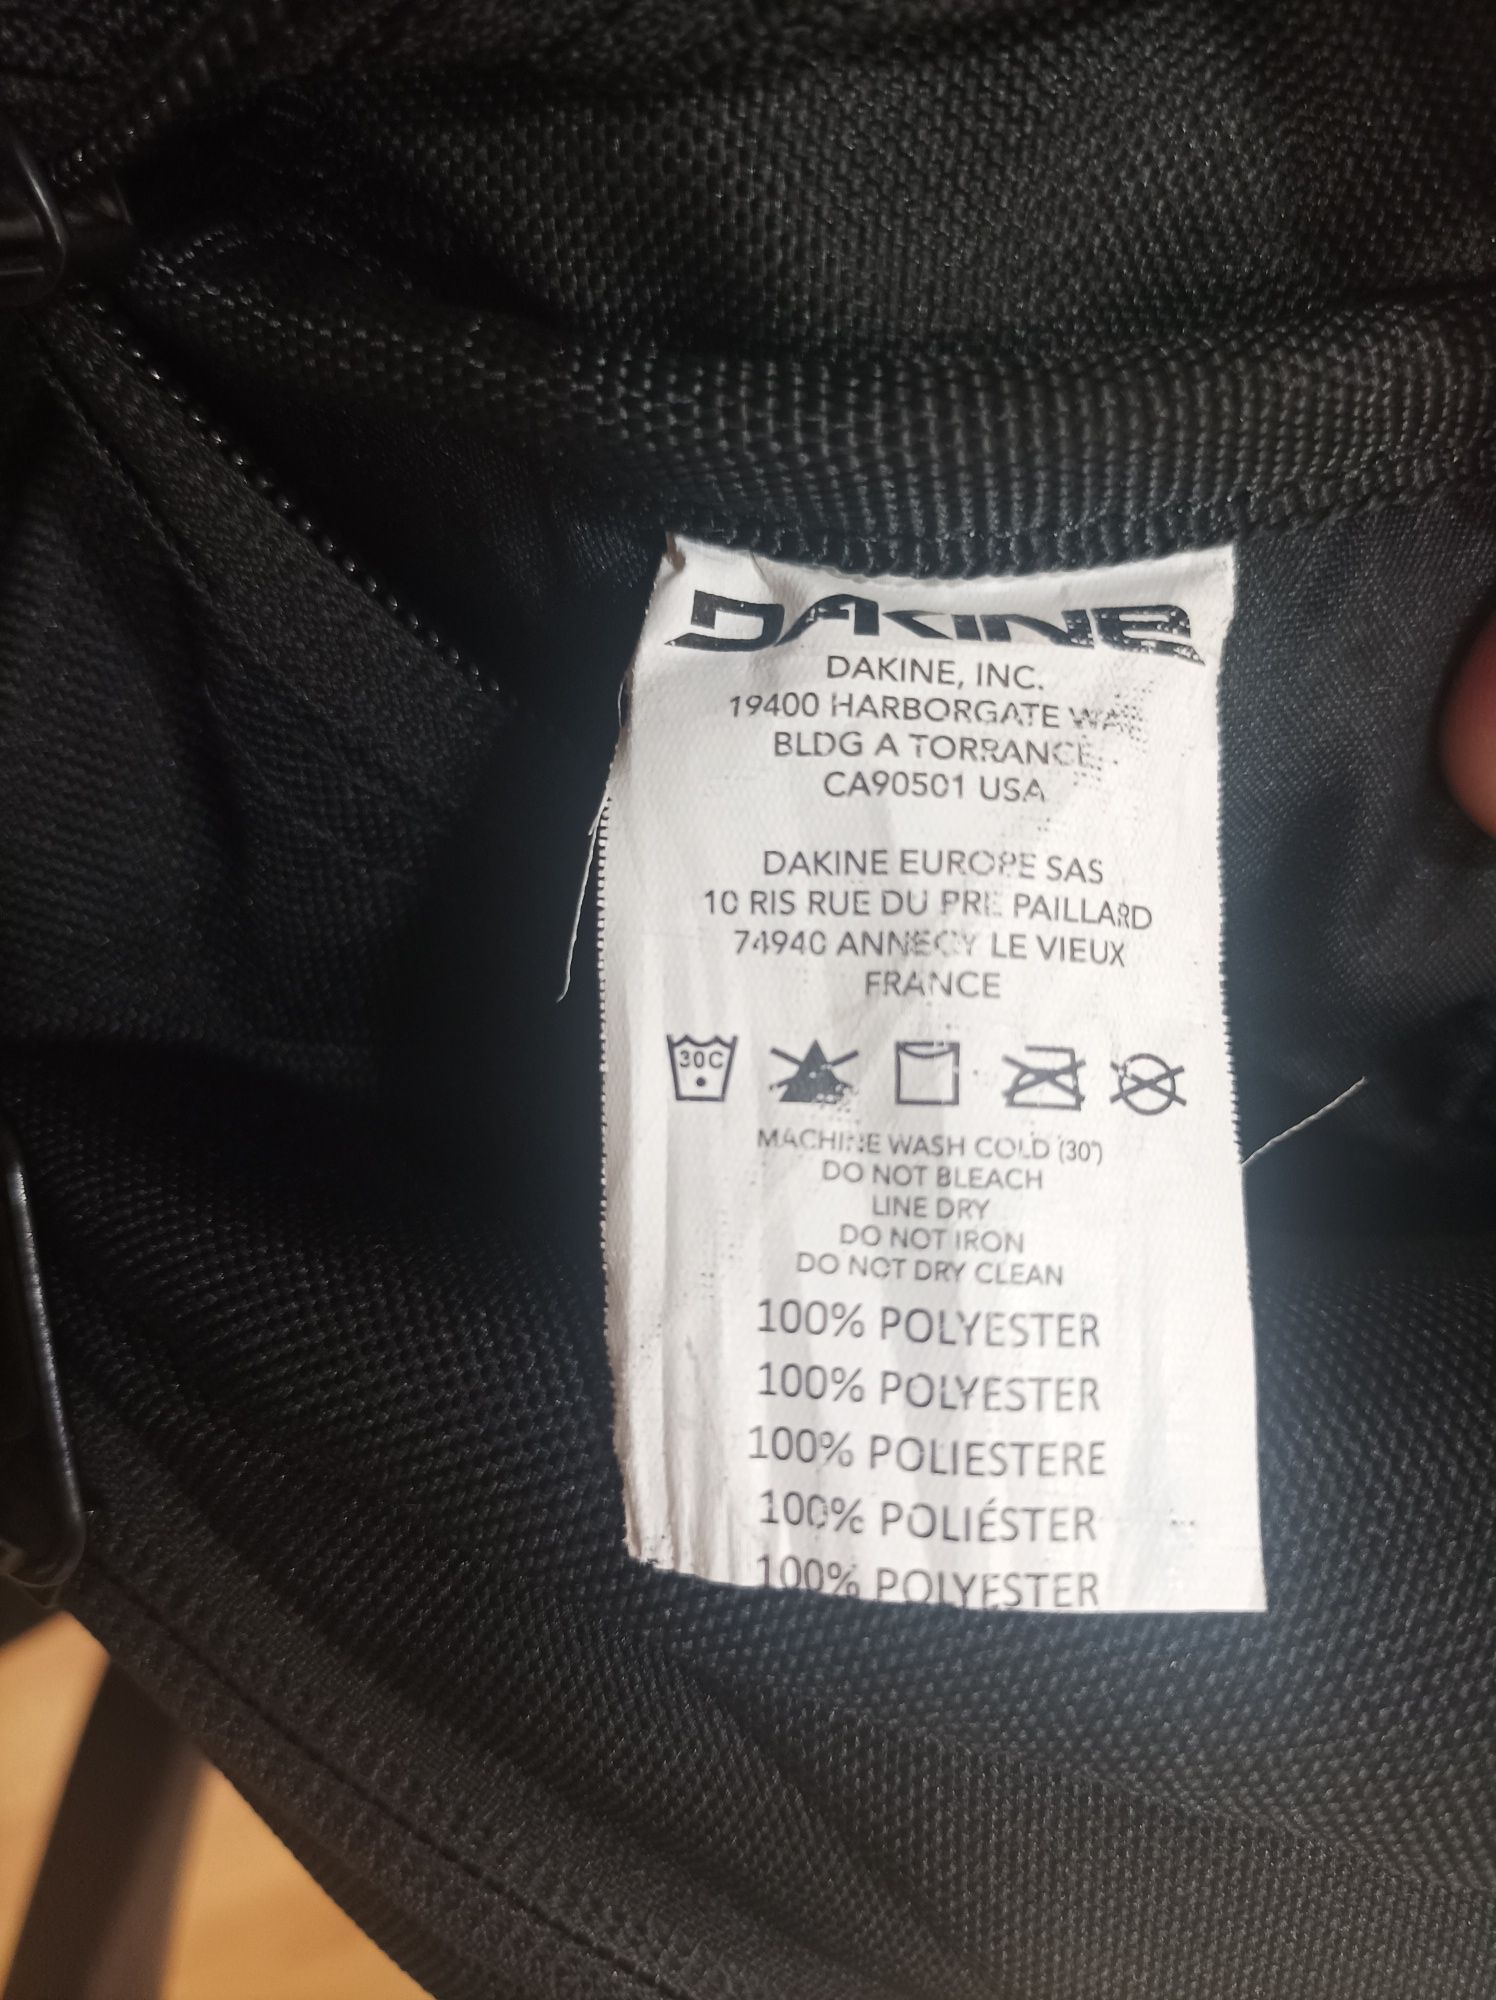 DAKINE
DAKINE, INC.
19400 HARBORGATE WAY
BLDG A TORRANCE,
CA90501 USA
DAKINE EUROPE SAS
10 RIS RUE DU PRE PAILLARD
74940 ANNECY LE VIEUX
FRANCE
30C
MACHINE WASH COLD (30°)
DO NOT BLEACH
LINE DRY
DO NOT IRON
DO NOT DRY CLEAN
100% POLYESTER
100% POLYESTER
100% POLIESTERE
100% POLIÉSTER
100% POLYESTER